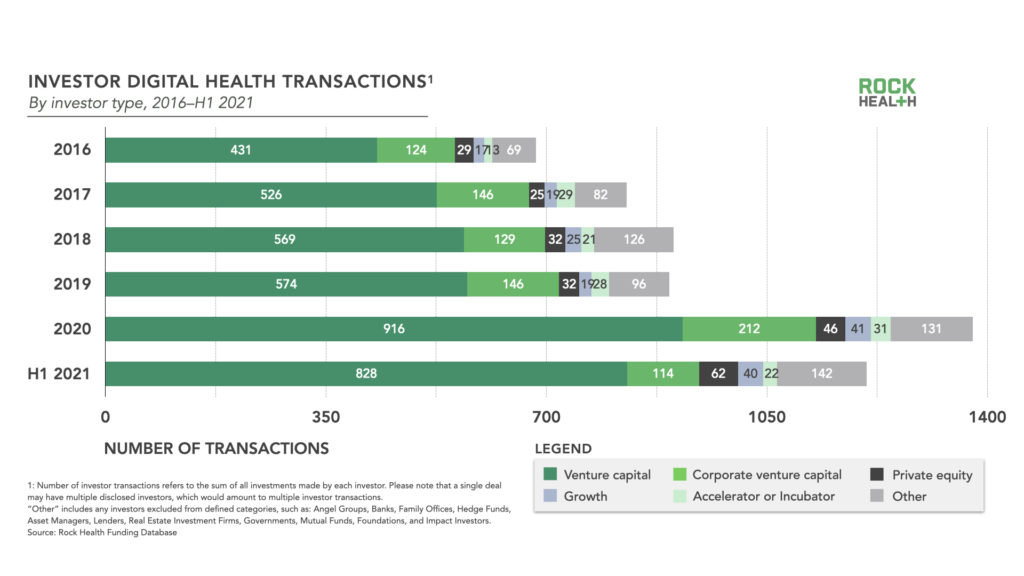 INVESTOR DIGITAL HEALTH TRANSACTIONS¹
By investor type, 2016–H1 2021
ROCK
HEALTH
2016 431 124 29 17 13 69
2017 526 146 25 19 29 82
2018 569 129 32 25 21 126
2019 574 146 32 19 28 96
2020 916 212 46 41 31 131
H1 2021 828 114 62 40 22 142
0 350 700 1050 1400
NUMBER OF TRANSACTIONS
LEGEND
Venture capital Corporate venture capital Private equity
Growth Accelerator or Incubator Other
1: Number of investor transactions refers to the sum of all investments made by each investor. Please note that a single deal
may have multiple disclosed investors, which would amount to multiple investor transactions.
"Other" includes any investors excluded from defined categories, such as: Angel Groups, Banks, Family Offices, Hedge Funds,
Asset Managers, Lenders, Real Estate Investment Firms, Governments, Mutual Funds, Foundations, and Impact Investors.
Source: Rock Health Funding Database